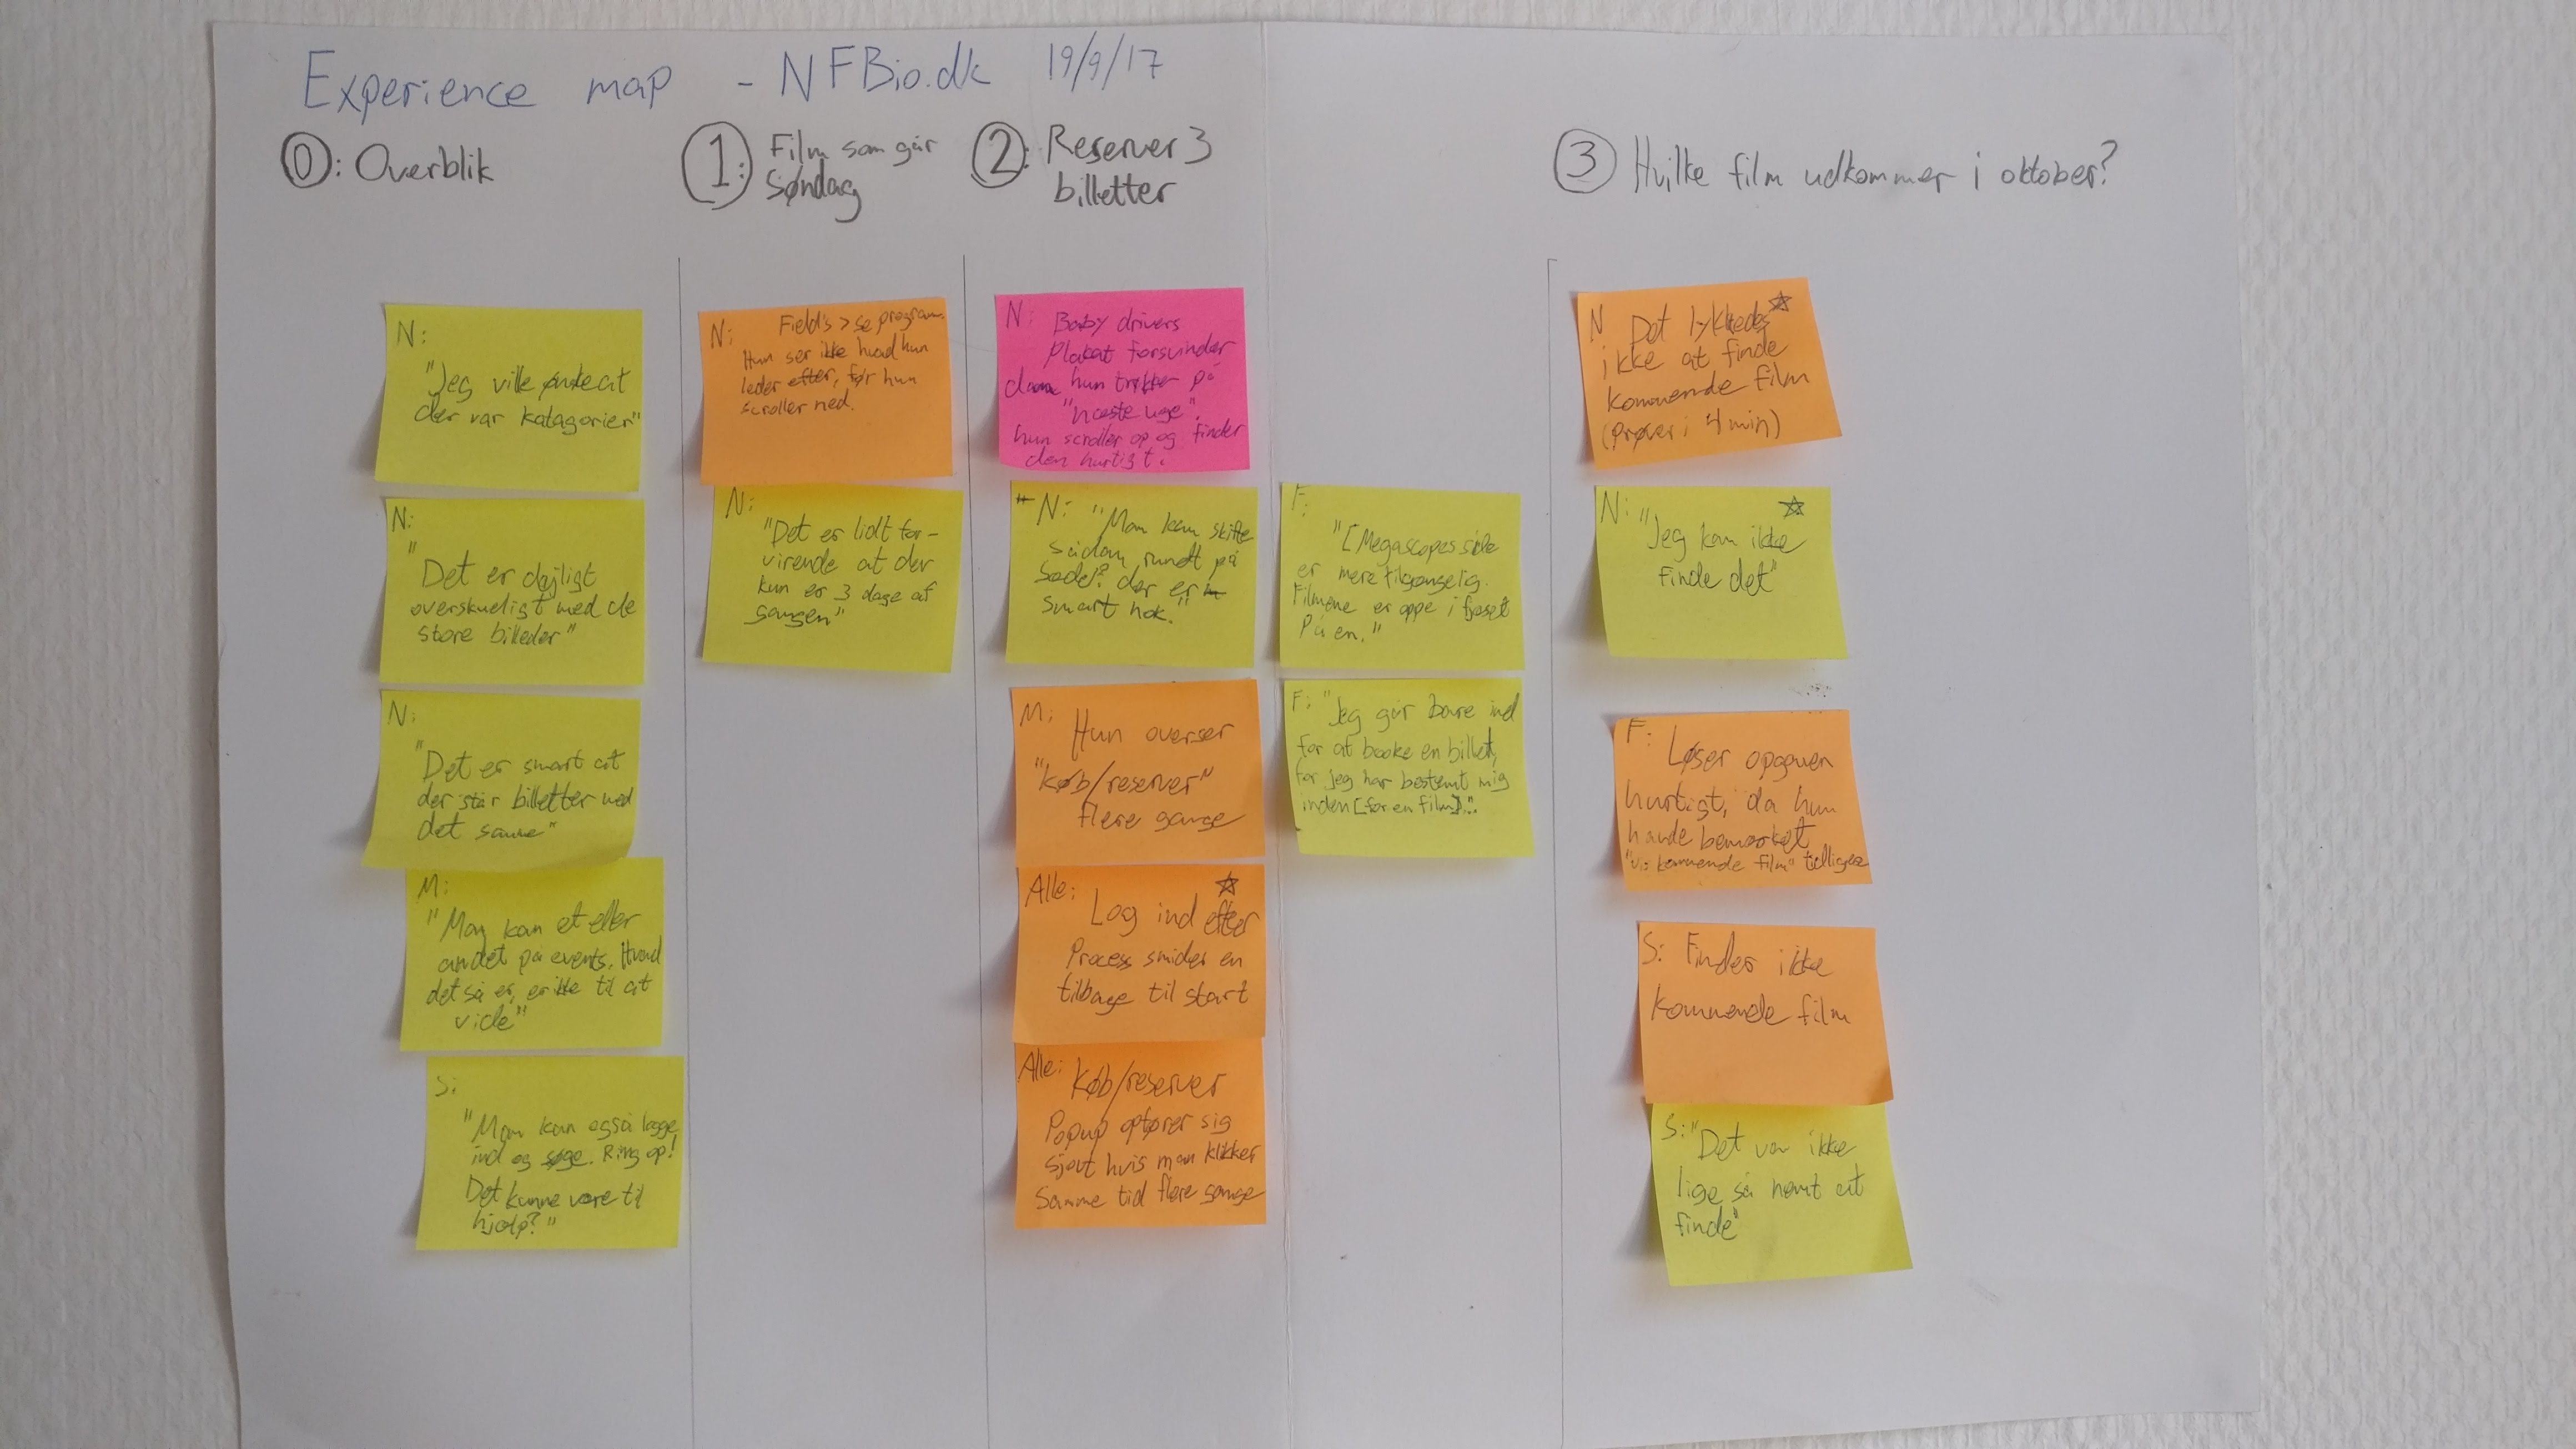 Experience map - NFBio.dk 19/9/17
0: Overblik
N:
"Jeg ville ønske at
der var katagorier"
N:
"Det er dejligt
overskueligt med de
store billeder"
N:
"Det er smart at
der står billetter med
det samme"
M:
"Man kan et eller
andet på events. Hvad
det så er, er ikke til at
vide"
S:
"Man kan også logge
ind og søge. Ring op!
Det kunne være til
hjælp?"
1: Film som går
Søndag
N: Field's > se program.
Hun ser ikke hvad hun
leder efter, før hun
scroller ned.
N:
"Det er lidt for-
virende at der
kun er 3 dage af
gangen"
2: Reserver 3
billetter
N: Baby drivers
plakat forsvinder
da hun trykker på
"næste uge".
hun scroller op og finder
den hurtigt.
N: "Man kan skifte
sådan rundt på
sæder? der er
smart nok."
M: Hun overser
"køb/reserver"
flere gange
Alle: ☆
Log ind efter
Process smider en
tilbage til start
Alle: Køb/reserver
Popup opfører sig
sjovt hvis man klikker
samme tid flere gange
F:
"[Megascopes side
er mere tilgængelig.
Filmene er oppe i fjæset
på en."
F: "Jeg går bare ind
for at booke en billet,
for jeg har bestemt mig
inden [for en film]."
3 Hvilke film udkommer i oktober?
N Det lykkedes ☆
ikke at finde
kommende film
(prøver i 4 min)
N: "Jeg kan ikke ☆
finde det"
F: Løser opgaven
hurtigt, da hun
havde bemærket
"Vis kommende film" tidligere
S: Finder ikke
kommende film
S: "Det var ikke
lige så nemt at
finde"